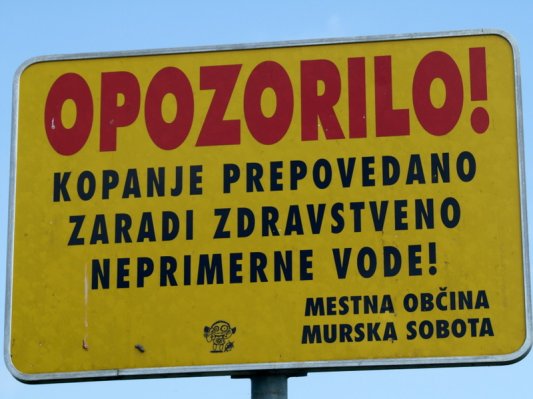 OPOZORILO!
KOPANJE PREPOVEDANO
ZARADI ZDRAVSTVENO
NEPRIMERNE VODE!
MESTNA OBČINA
MURSKA SOBOTA